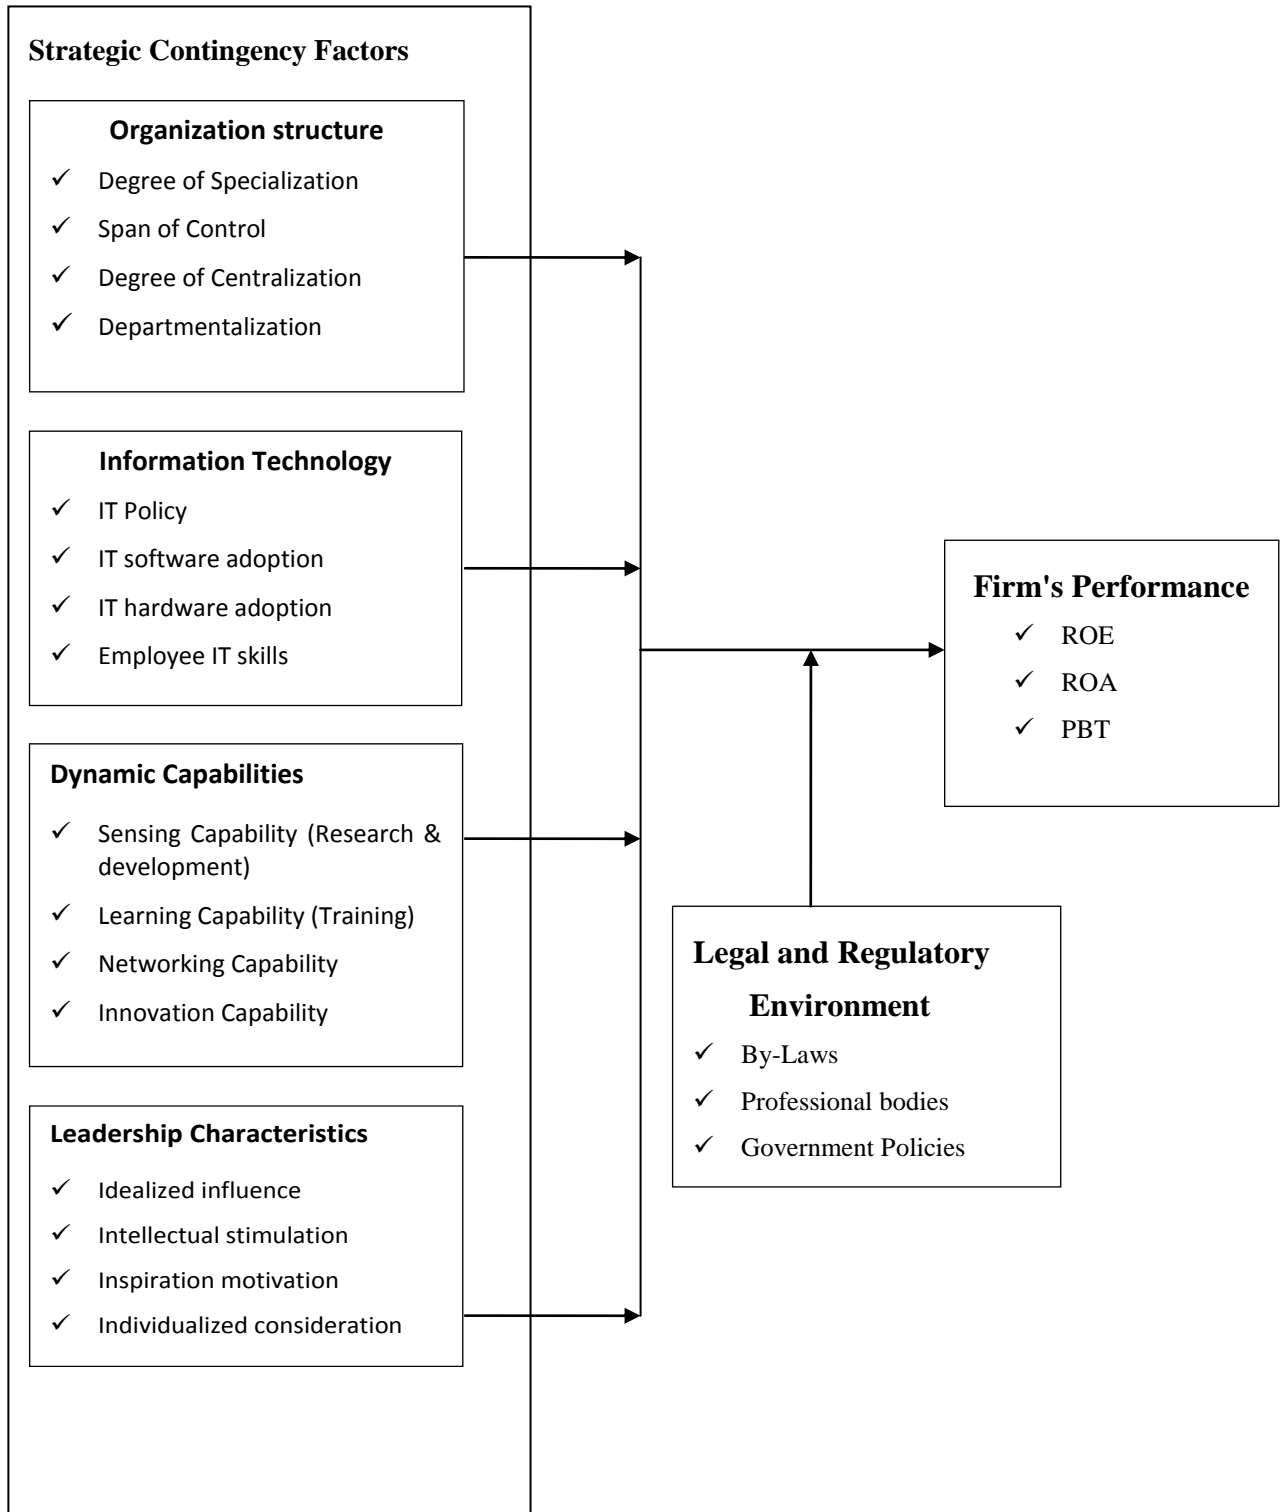 Strategic Contingency Factors
Organization structure
✓ Degree of Specialization
✓ Span of Control
✓ Degree of Centralization
✓ Departmentalization
Information Technology
✓ IT Policy
✓ IT software adoption
✓ IT hardware adoption
✓ Employee IT skills
Dynamic Capabilities
✓ Sensing Capability (Research &
development)
✓ Learning Capability (Training)
✓ Networking Capability
✓ Innovation Capability
Leadership Characteristics
✓ Idealized influence
✓ Intellectual stimulation
✓ Inspiration motivation
✓ Individualized consideration
Firm's Performance
✓ ROE
✓ ROA
✓ PBT
Legal and Regulatory
Environment
✓ By-Laws
✓ Professional bodies
✓ Government Policies